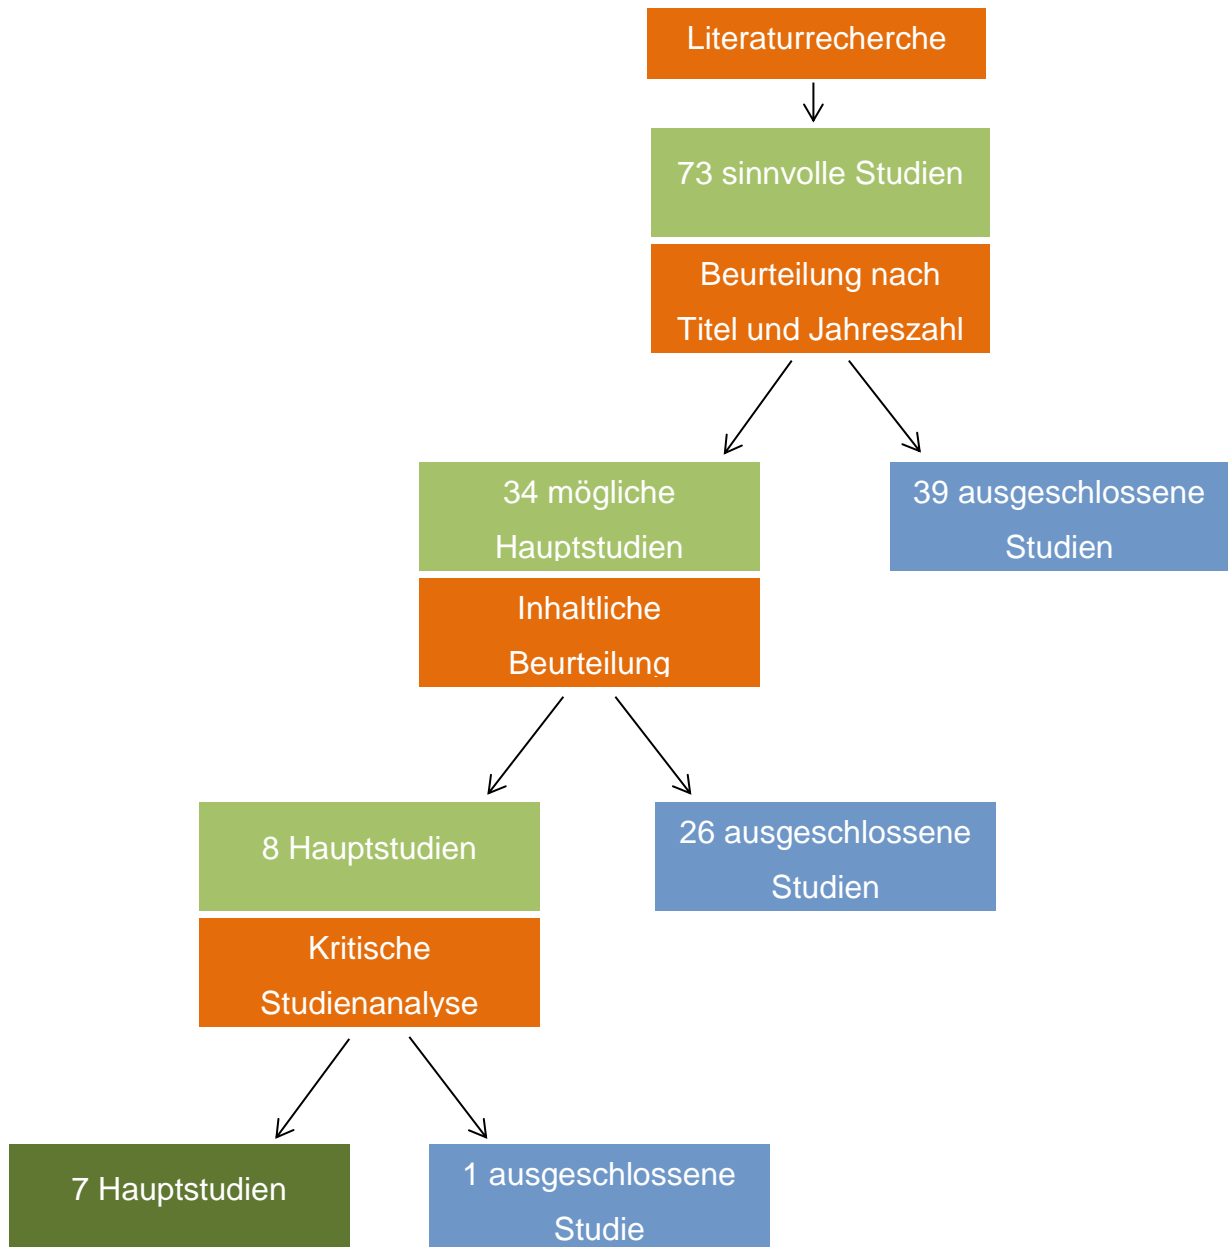 Literaturrecherche
73 sinnvolle Studien
Beurteilung nach
Titel und Jahreszahl
34 mögliche
Hauptstudien
39 ausgeschlossene
Studien
Inhaltliche
Beurteilung
8 Hauptstudien
26 ausgeschlossene
Studien
Kritische
Studienanalyse
7 Hauptstudien
1 ausgeschlossene
Studie